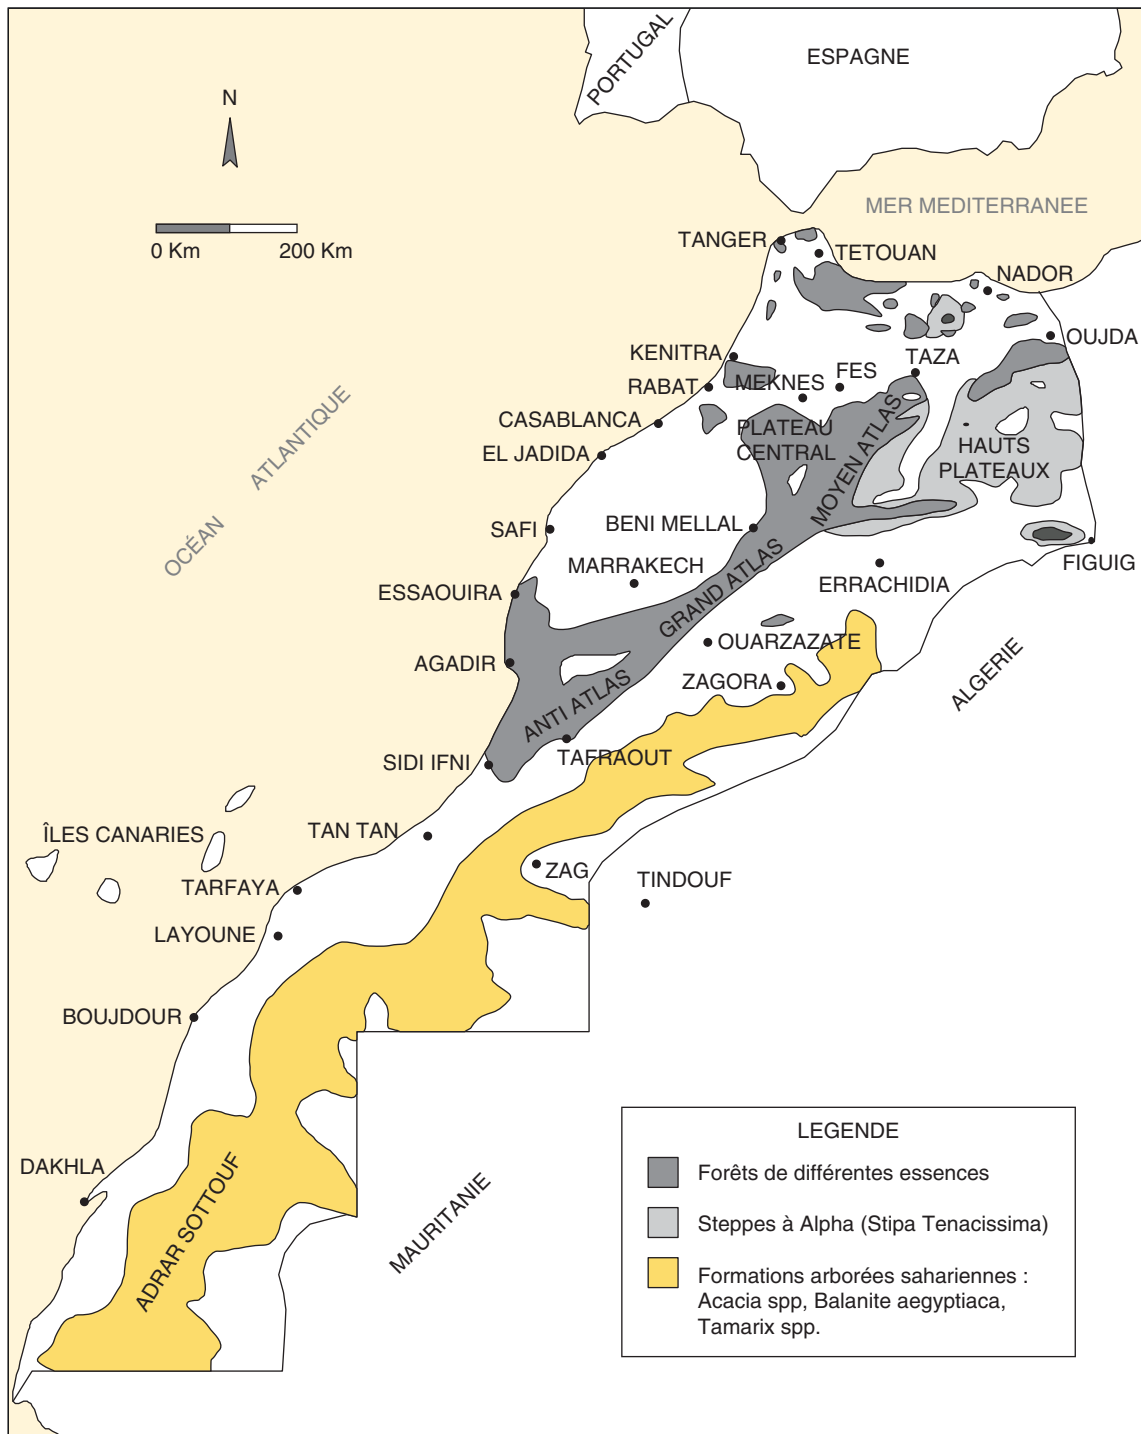 PORTUGAL
ESPAGNE
N
0 Km
200 Km
MER MEDITERRANEE
TANGER
TETOUAN
NADOR
OUJDA
KENITRA
TAZA
FES
RABAT
MEKNES
CASABLANCA
PLATEAU
CENTRAL
MOYEN ATLAS
HAUTS
PLATEAUX
EL JADIDA
OCÉAN ATLANTIQUE
SAFI
BENI MELLAL
FIGUIG
MARRAKECH
ERRACHIDIA
ESSAOUIRA
GRAND ATLAS
OUARZAZATE
AGADIR
ZAGORA
ALGERIE
ANTI ATLAS
SIDI IFNI
TAFRAOUT
ÎLES CANARIES
TAN TAN
ZAG
TINDOUF
TARFAYA
LAYOUNE
BOUJDOUR
DAKHLA
ADRAR SOTTOUF
MAURITANIE
LEGENDE
Forêts de différentes essences
Steppes à Alpha (Stipa Tenacissima)
Formations arborées sahariennes :
Acacia spp, Balanite aegyptiaca,
Tamarix spp.